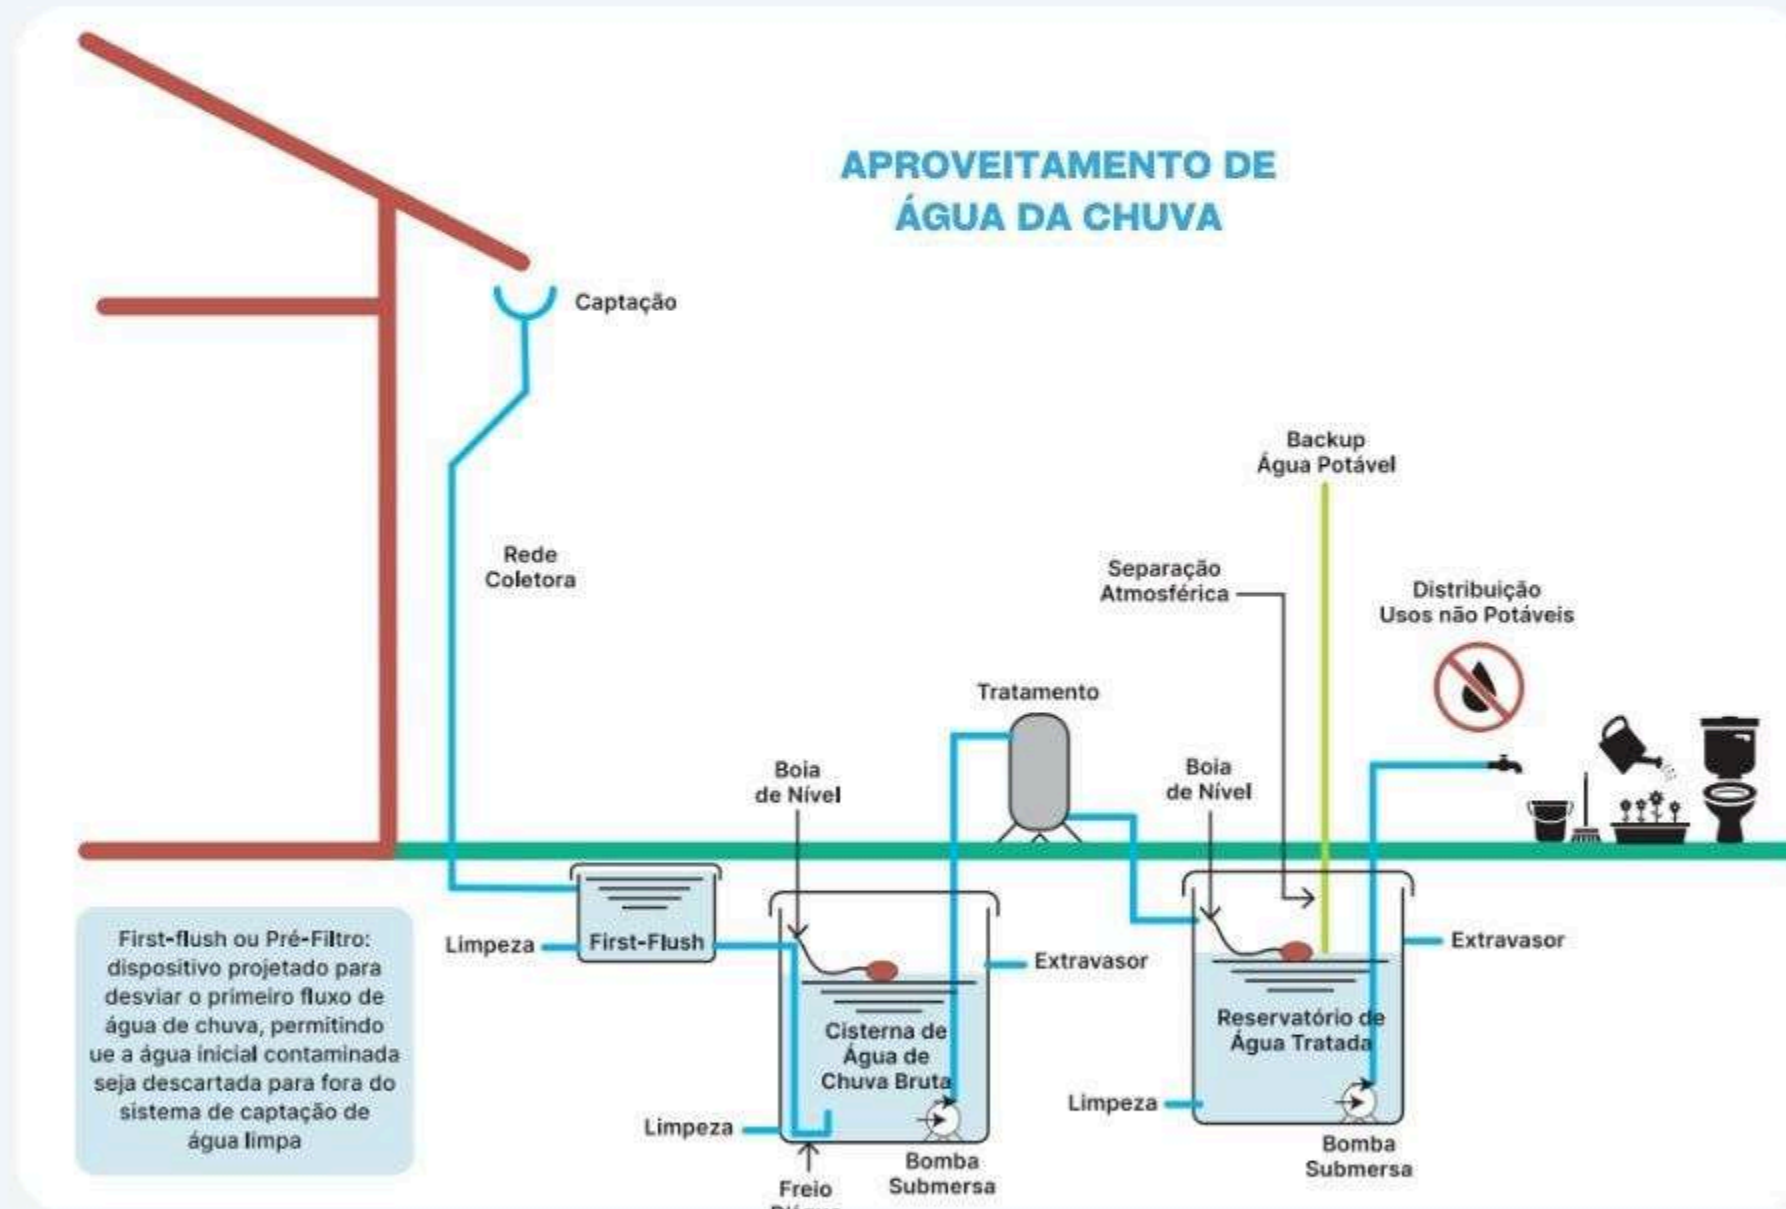 APROVEITAMENTO DE
ÁGUA DA CHUVA
Captação
Rede
Coletora
Backup
Água Potável
Separação
Atmosférica
Distribuição
Usos não Potáveis
Tratamento
Boia
de Nível
Boia
de Nível
Limpeza
First-Flush
Extravasor
Extravasor
Cisterna de
Água de
Chuva Bruta
Reservatório de
Água Tratada
Limpeza
Limpeza
Bomba
Submersa
Bomba
Submersa
Freio
First-flush ou Pré-Filtro:
dispositivo projetado para
desviar o primeiro fluxo de
água de chuva, permitindo
ue a água inicial contaminada
seja descartada para fora do
sistema de captação de
água limpa